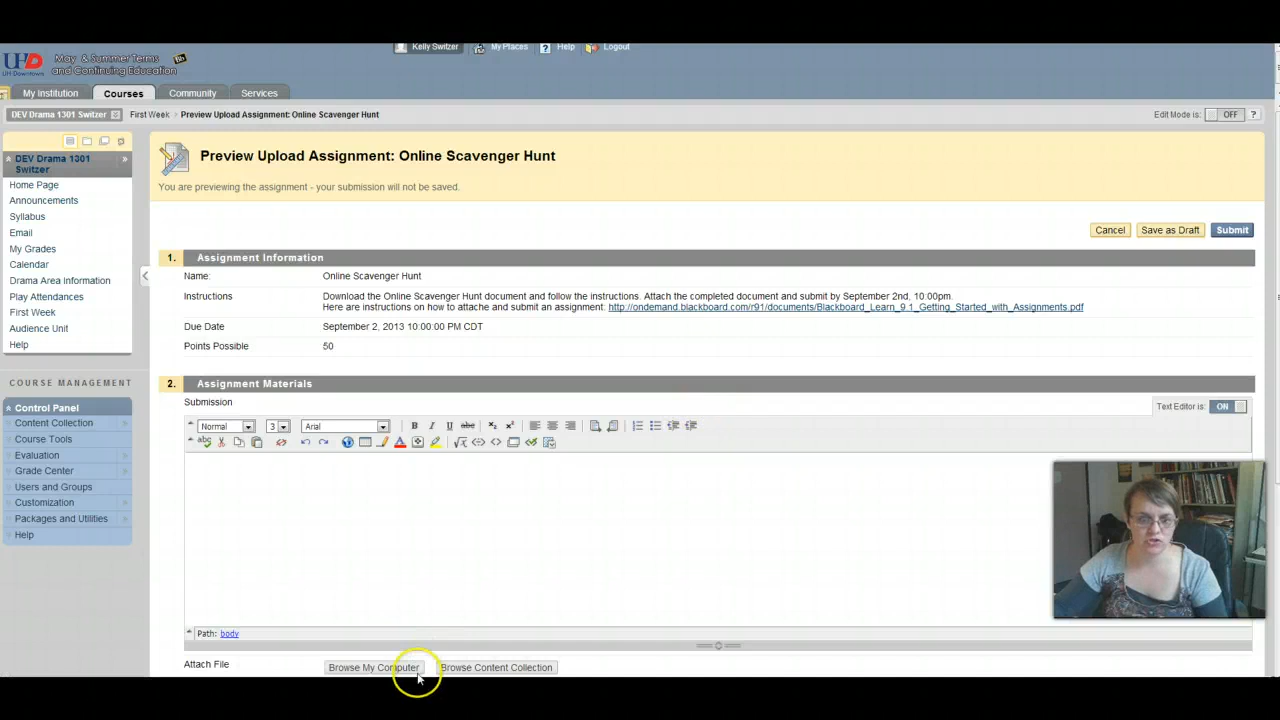 Kelly Switzer My Places Help Logout
UHD
UH Downtown
May & Summer Terms
and Continuing Education
Bb
My Institution Courses Community Services
DEV Drama 1301 Switzer First Week > Preview Upload Assignment: Online Scavenger Hunt Edit Mode is: OFF ?
DEV Drama 1301
Switzer
Home Page
Announcements
Syllabus
Email
My Grades
Calendar
Drama Area Information
Play Attendances
First Week
Audience Unit
Help
COURSE MANAGEMENT
Control Panel
Content Collection
Course Tools
Evaluation
Grade Center
Users and Groups
Customization
Packages and Utilities
Help
Preview Upload Assignment: Online Scavenger Hunt
You are previewing the assignment - your submission will not be saved.
Cancel Save as Draft Submit
1. Assignment Information
Name: Online Scavenger Hunt
Instructions Download the Online Scavenger Hunt document and follow the instructions. Attach the completed document and submit by September 2nd, 10:00pm.
Here are instructions on how to attache and submit an assignment. http://ondemand.blackboard.com/r91/documents/Blackboard_Learn_9.1_Getting_Started_with_Assignments.pdf
Due Date September 2, 2013 10:00:00 PM CDT
Points Possible 50
2. Assignment Materials
Submission
Text Editor is: ON
Normal 3 Arial B I U abc x₂ x²
abc
Path: body
Attach File Browse My Computer Browse Content Collection